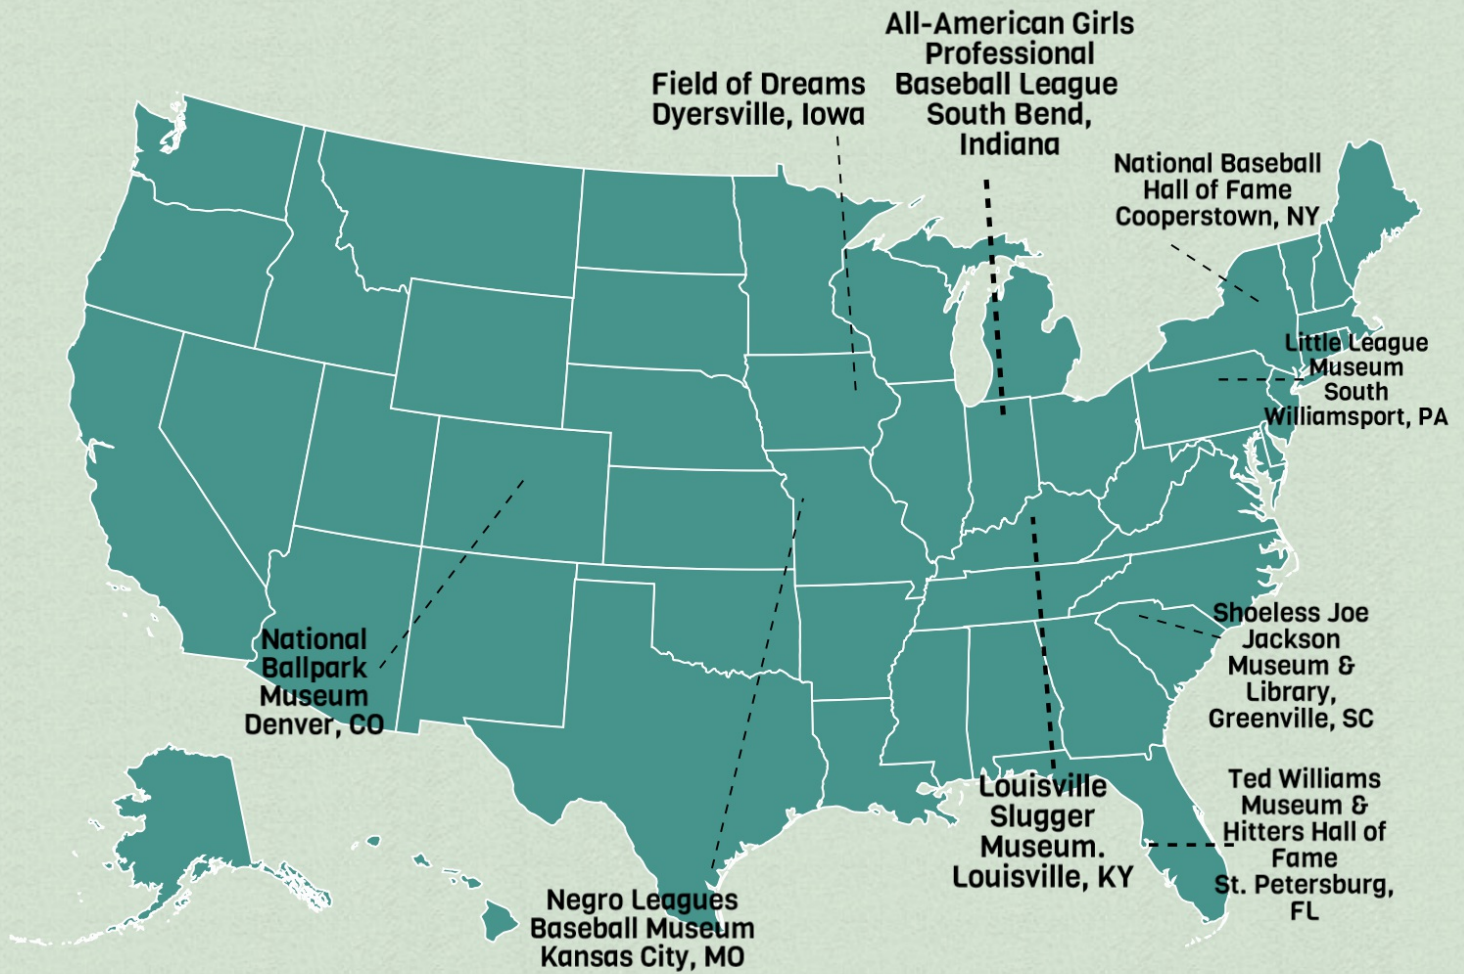 All-American Girls
Professional
Baseball League
South Bend,
Indiana
Field of Dreams
Dyersville, Iowa
National Baseball
Hall of Fame
Cooperstown, NY
Little League
Museum
South
Williamsport, PA
National
Ballpark
Museum
Denver, CO
Shoeless Joe
Jackson
Museum &
Library,
Greenville, SC
Louisville
Slugger
Museum.
Louisville, KY
Ted Williams
Museum &
Hitters Hall of
Fame
St. Petersburg,
FL
Negro Leagues
Baseball Museum
Kansas City, MO